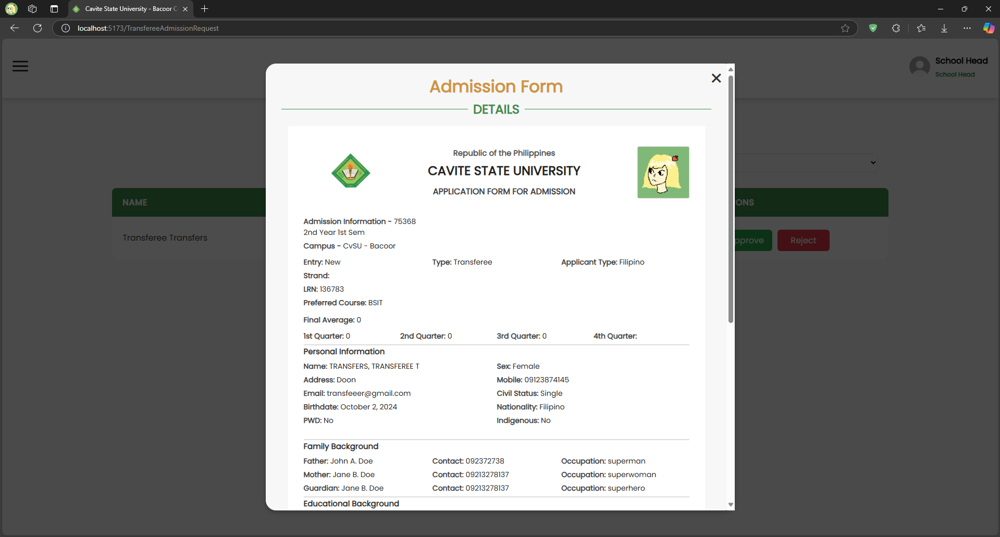 Cavite State University - Bacoor C
localhost:5173/TransfereeAdmissionRequest
School Head
School Head
Admission Form
DETAILS
Republic of the Philippines
CAVITE STATE UNIVERSITY
APPLICATION FORM FOR ADMISSION
NAME
ONS
Transferee Transfers
pprove
Reject
Admission Information - 75368
2nd Year 1st Sem
Campus - CvSU - Bacoor
Entry: New Type: Transferee Applicant Type: Filipino
Strand:
LRN: 136783
Preferred Course: BSIT
Final Average: 0
1st Quarter: 0 2nd Quarter: 0 3rd Quarter: 0 4th Quarter:
Personal Information
Name: TRANSFERS, TRANSFEREE T Sex: Female
Address: Doon Mobile: 09123874145
Email: transfeeer@gmail.com Civil Status: Single
Birthdate: October 2, 2024 Nationality: Filipino
PWD: No Indigenous: No
Family Background
Father: John A. Doe Contact: 092372738 Occupation: superman
Mother: Jane B. Doe Contact: 09213278137 Occupation: superwoman
Guardian: Jane B. Doe Contact: 09213278137 Occupation: superhero
Educational Background